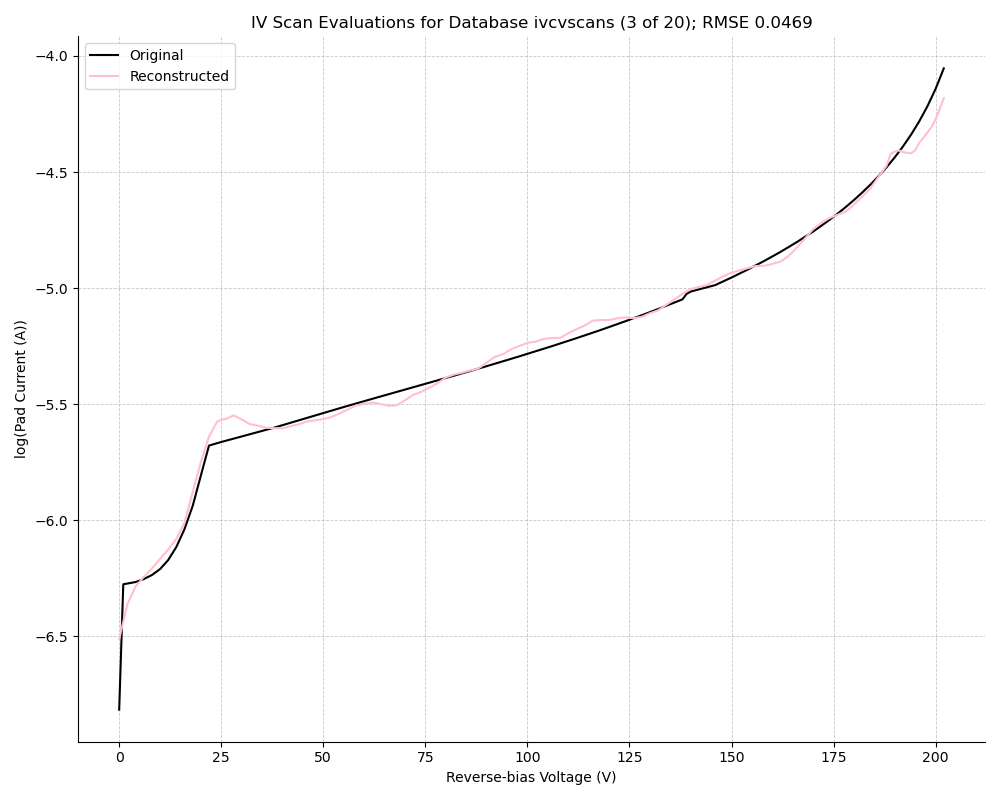 IV Scan Evaluations for Database ivcvscans (3 of 20); RMSE 0.0469
Original
Reconstructed
−4.0
−4.5
−5.0
−5.5
−6.0
−6.5
log(Pad Current (A))
0 25 50 75 100 125 150 175 200
Reverse-bias Voltage (V)